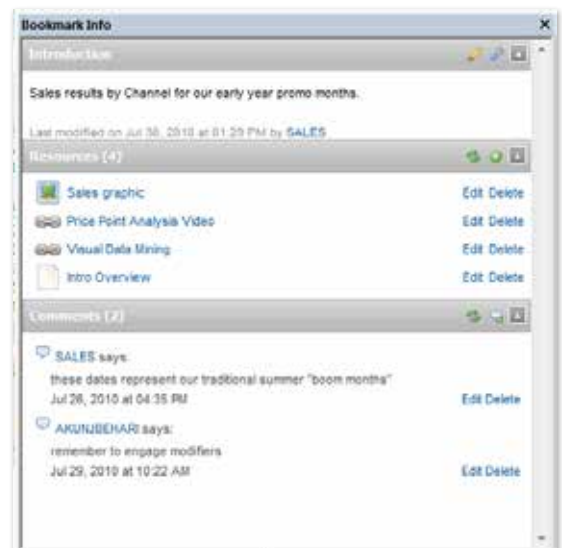 Bookmark Info
Introduction
Sales results by Channel for our early year promo months.
Last modified on Jul 30, 2010 at 01:29 PM by SALES
Resources (4)
Sales graphic Edit Delete
Price Point Analysis Video Edit Delete
Visual Data Mining Edit Delete
Intro Overview Edit Delete
Comments (2)
SALES says:
these dates represent our traditional summer "boom months"
Jul 28, 2010 at 04:35 PM Edit Delete
AKUNJBEHARI says:
remember to engage modifiers
Jul 29, 2010 at 10:22 AM Edit Delete